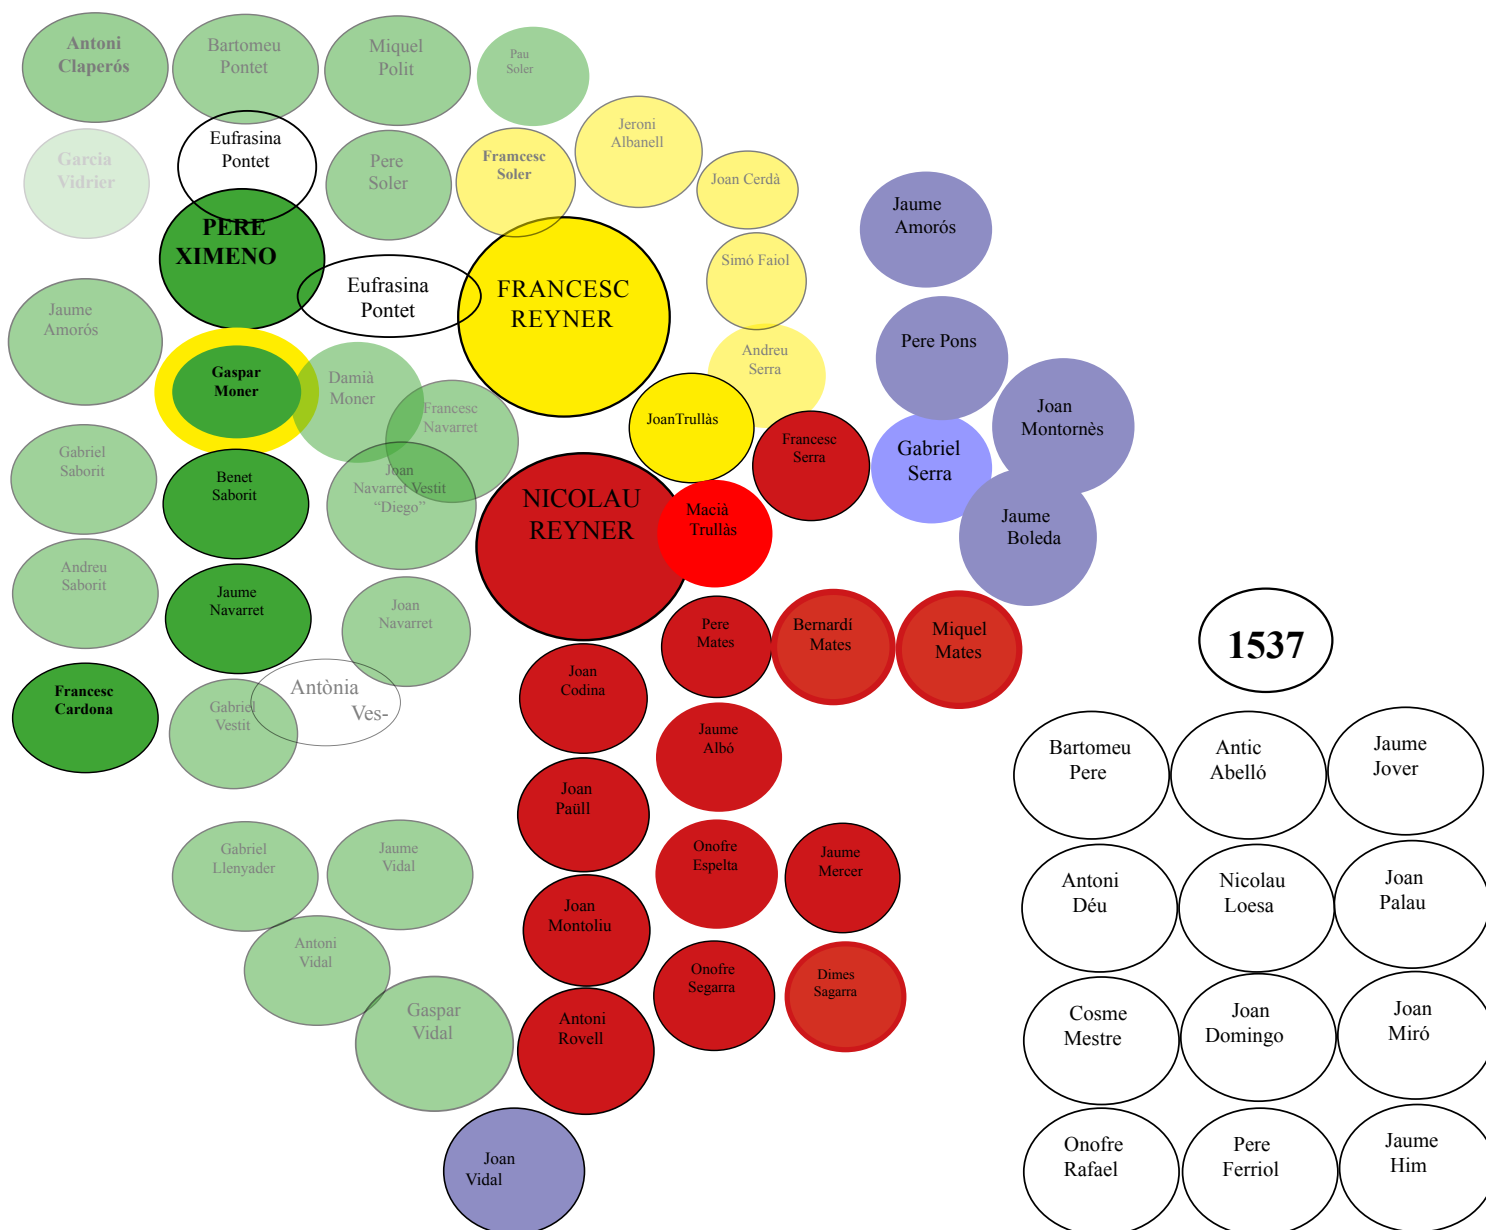 Antoni
Claperós
Bartomeu
Pontet
Miquel
Polit
Pau
Soler
Garcia
Vidrier
Eufrasina
Pontet
Pere
Soler
Framcesc
Soler
Jeroni
Albanell
Joan Cerdà
Jaume
Amorós
PERE
XIMENO
Eufrasina
Pontet
FRANCESC
REYNER
Simó Faiol
Jaume
Amorós
Gaspar
Moner
Damià
Moner
Francesc
Navarret
Andreu
Serra
JoanTrullàs
Pere Pons
Joan
Montornès
Gabriel
Saborit
Benet
Saborit
Joan
Navarret Vestit
“Diego”
NICOLAU
REYNER
Macià
Trullàs
Francesc
Serra
Gabriel
Serra
Jaume
Boleda
Andreu
Saborit
Jaume
Navarret
Joan
Navarret
Pere
Mates
Bernardí
Mates
Miquel
Mates
1537
Francesc
Cardona
Gabriel
Vestit
Antònia
Ves-
Joan
Codina
Jaume
Albó
Bartomeu
Pere
Antic
Abelló
Jaume
Jover
Joan
Paüll
Gabriel
Llenyader
Jaume
Vidal
Onofre
Espelta
Jaume
Mercer
Antoni
Déu
Nicolau
Loesa
Joan
Palau
Antoni
Vidal
Joan
Montoliu
Onofre
Segarra
Dimes
Sagarra
Gaspar
Vidal
Antoni
Rovell
Cosme
Mestre
Joan
Domingo
Joan
Miró
Joan
Vidal
Onofre
Rafael
Pere
Ferriol
Jaume
Him